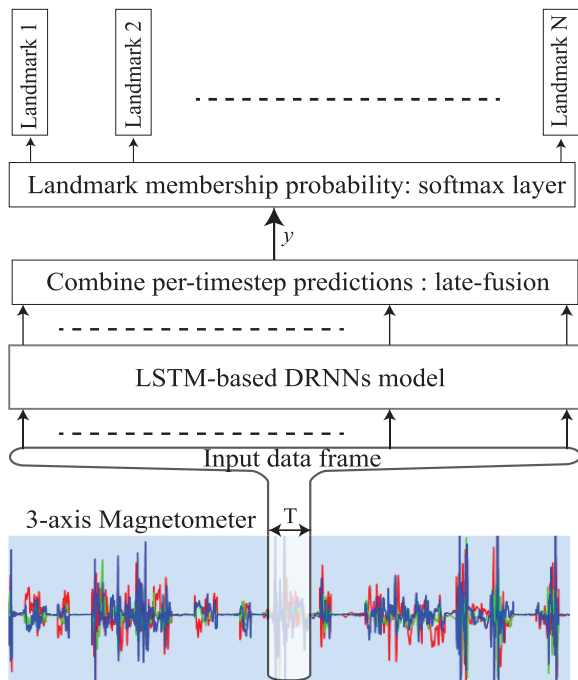 Landmark 1
Landmark 2
Landmark N
Landmark membership probability: softmax layer
y
Combine per-timestep predictions : late-fusion
LSTM-based DRNNs model
Input data frame
3-axis Magnetometer
T